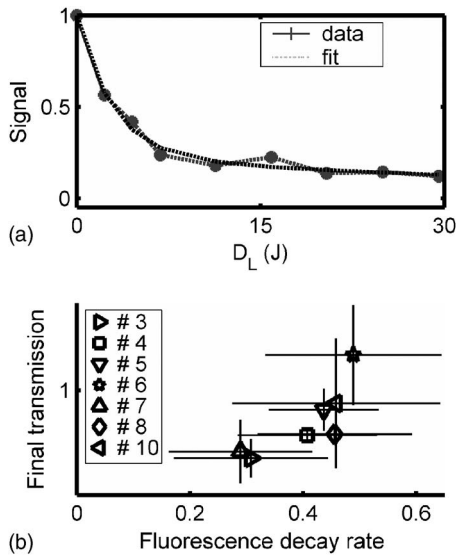 1
0.5
0
Signal
data
fit
0
15
30
D_L (J)
(a)
# 3
# 4
# 5
# 6
# 7
# 8
# 10
Final transmission
1
0
0.2
0.4
0.6
Fluorescence decay rate
(b)